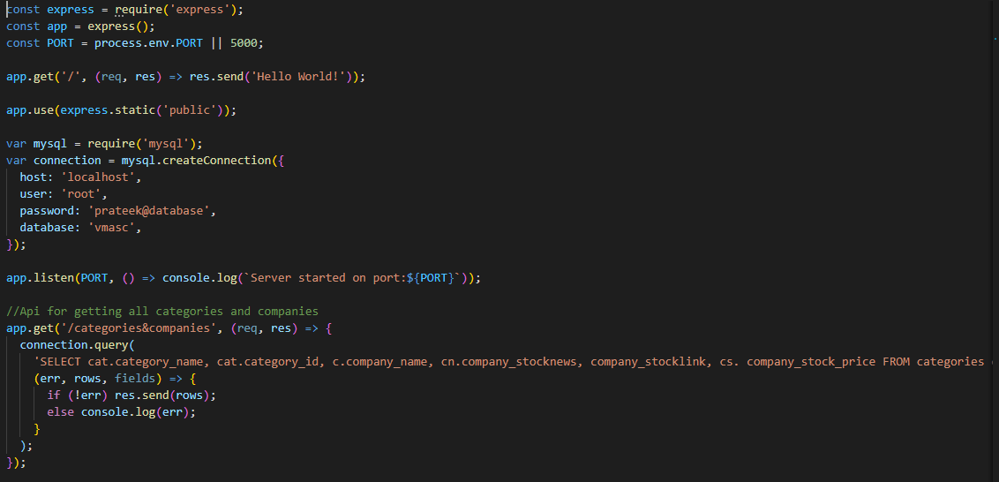 const express = require('express');
const app = express();
const PORT = process.env.PORT || 5000;
app.get('/', (req, res) => res.send('Hello World!'));
app.use(express.static('public'));
var mysql = require('mysql');
var connection = mysql.createConnection({
host: 'localhost',
user: 'root',
password: 'prateek@database',
database: 'vmasc',
});
app.listen(PORT, () => console.log(`Server started on port:${PORT}`));
//Api for getting all categories and companies
app.get('/categories&companies', (req, res) => {
connection.query(
'SELECT cat.category_name, cat.category_id, c.company_name, cn.company_stocknews, company_stocklink, cs. company_stock_price FROM categories
(err, rows, fields) => {
if (!err) res.send(rows);
else console.log(err);
}
);
});